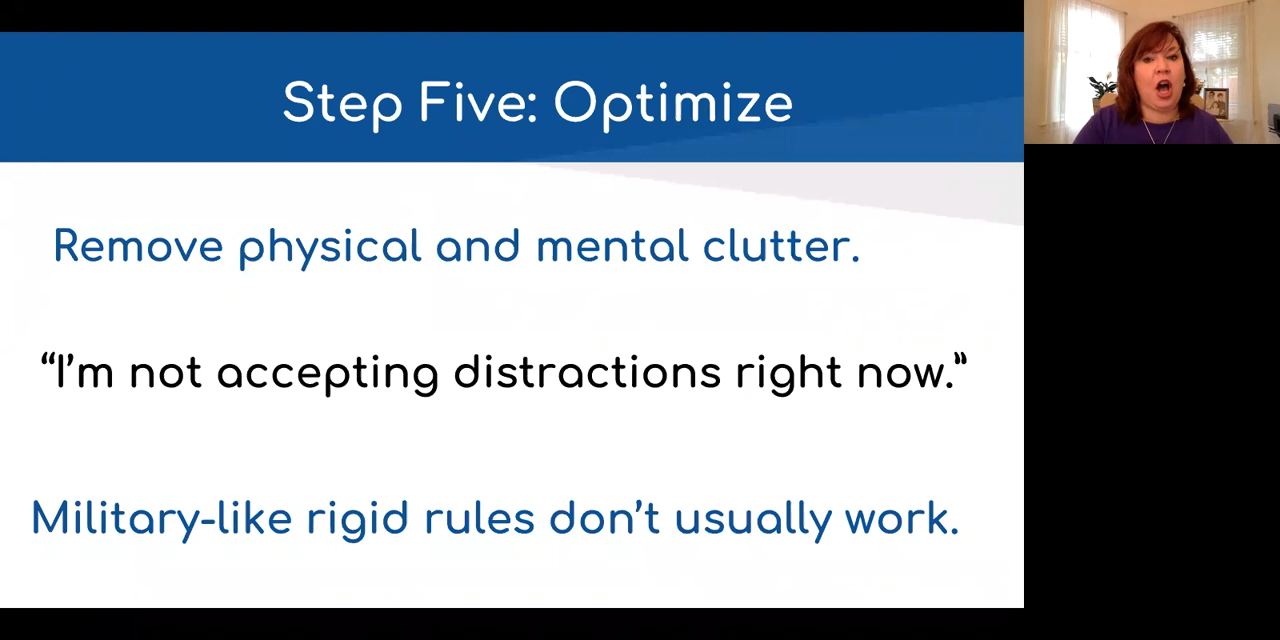 Step Five: Optimize
Remove physical and mental clutter.
“I’m not accepting distractions right now.”
Military-like rigid rules don’t usually work.